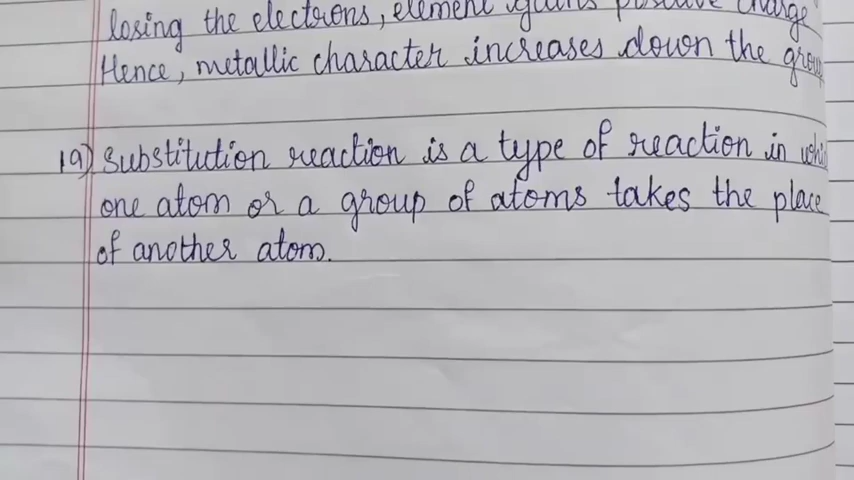 losing the electrons, element gains positive charge
Hence, metallic character increases down the group
19) Substitution reaction is a type of reaction in
one atom or a group of atoms takes the place
of another atom.